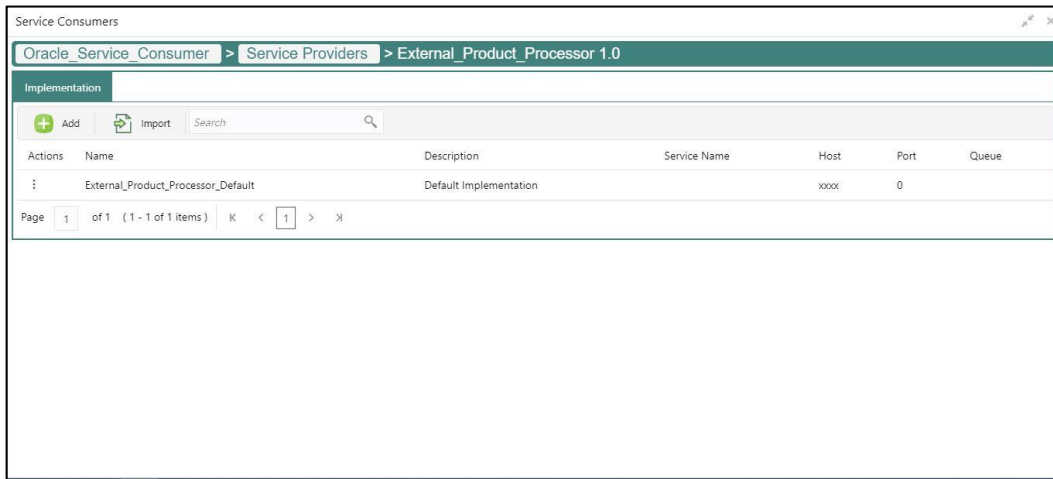 Service Consumers
Oracle_Service_Consumer > Service Providers > External_Product_Processor 1.0
Implementation
Add Import Search
Actions Name Description Service Name Host Port Queue
External_Product_Processor_Default Default Implementation xxxx 0
Page 1 of 1 (1 - 1 of 1 items) 1